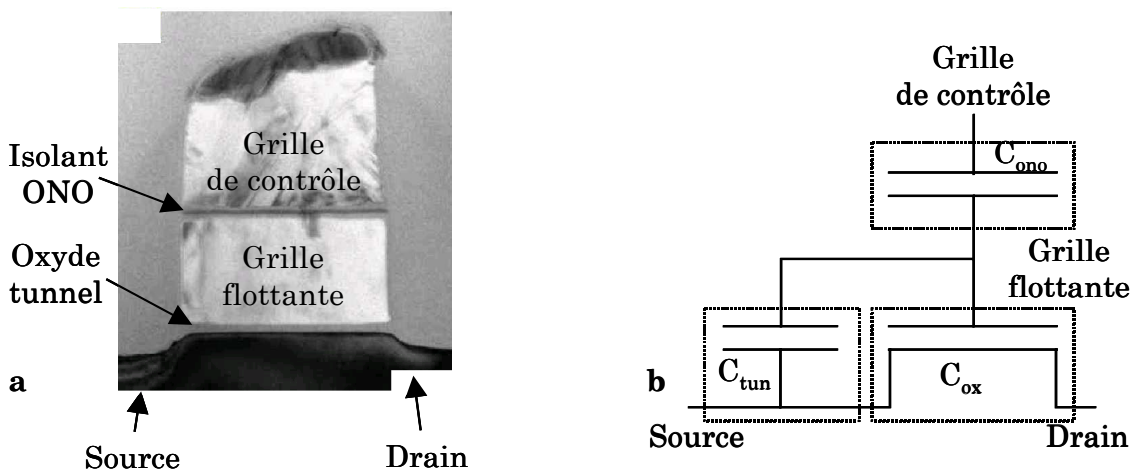 Isolant
ONO
Oxyde
tunnel
Grille
de contrôle
Grille
flottante
a
Source
Drain
Grille
de contrôle
C_ono
Grille
flottante
C_tun
C_ox
b
Source
Drain